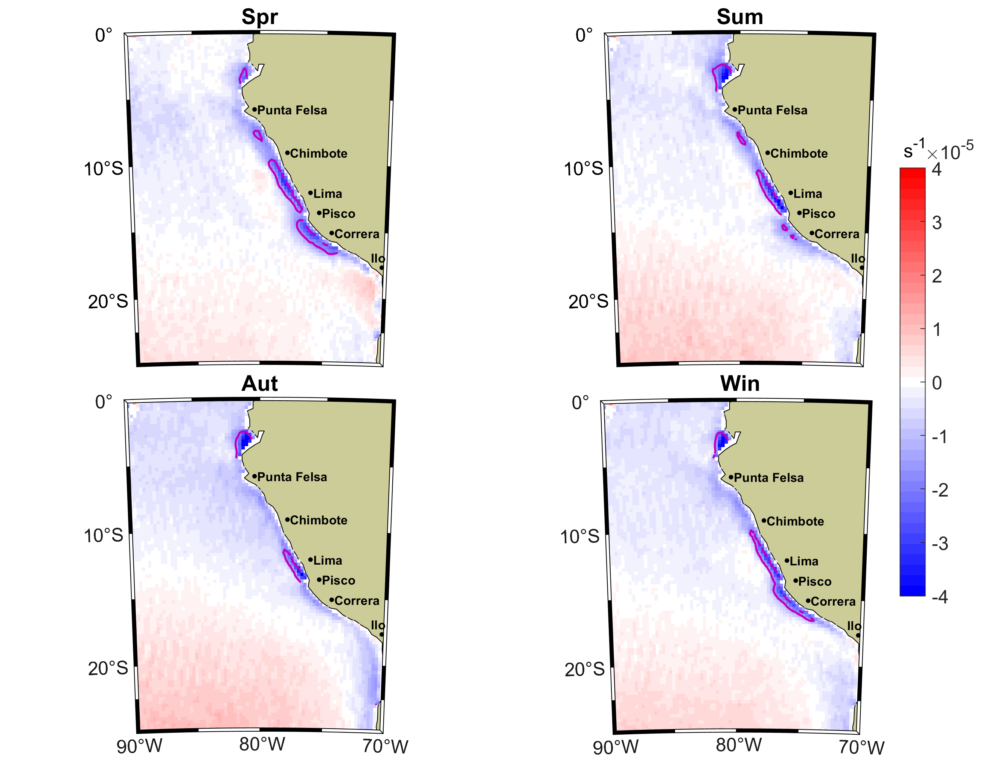 Spr
0°
10°S
20°S
Punta Felsa
Chimbote
Lima
Pisco
Correra
Ilo
Sum
0°
10°S
20°S
Punta Felsa
Chimbote
Lima
Pisco
Correra
Ilo
s⁻¹×10⁻⁵
4
3
2
1
0
-1
-2
-3
-4
Aut
0°
10°S
20°S
Punta Felsa
Chimbote
Lima
Pisco
Correra
Ilo
90°W 80°W 70°W
Win
0°
10°S
20°S
Punta Felsa
Chimbote
Lima
Pisco
Correra
Ilo
90°W 80°W 70°W